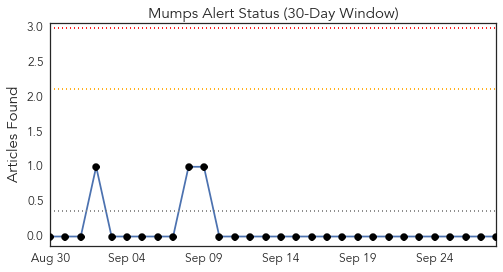 Mumps Alert Status (30-Day Window)
Articles Found
3.0
2.5
2.0
1.5
1.0
0.5
0.0
Aug 30 Sep 04 Sep 09 Sep 14 Sep 19 Sep 24